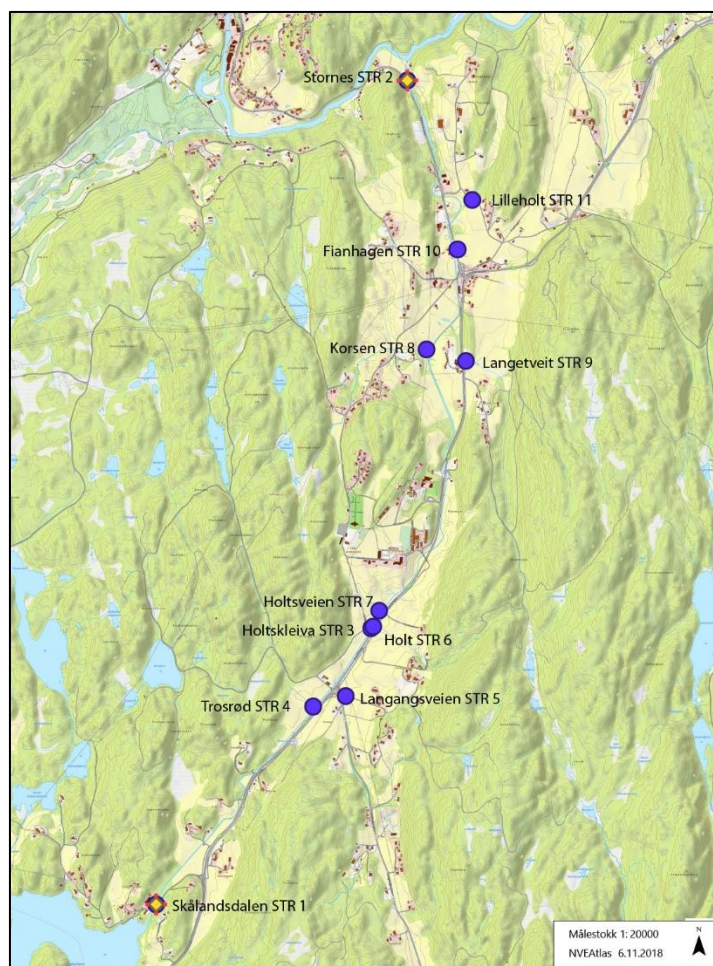 Stornes STR 2
Lilleholt STR 11
Fianhagen STR 10
Korsen STR 8
Langetveit STR 9
Holtsveien STR 7
Holtskleiva STR 3
Holt STR 6
Langangsveien STR 5
Trosrød STR 4
Skålandsdalen STR 1
Målestokk 1: 20000
N
NVEAtlas 6.11.2018